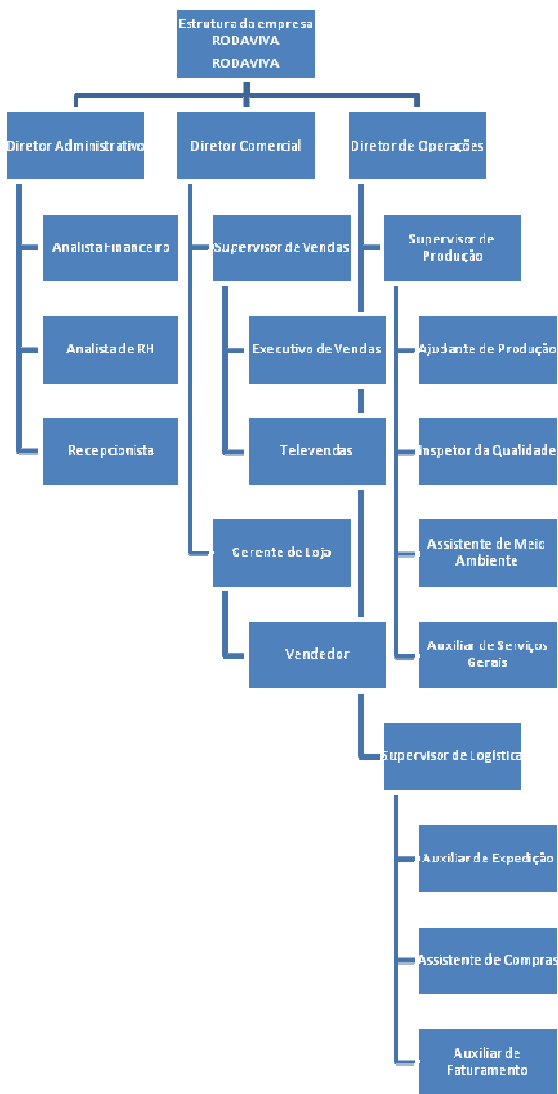 Estrutura da empresa
RODAVIVA
RODAVIVA
Diretor Administrativo
Analista Financeiro
Analista de RH
Recepcionista
Diretor Comercial
Supervisor de Vendas
Executivo de Vendas
Televendas
Gerente de Loja
Vendedor
Diretor de Operações
Supervisor de
Produção
Ajudante de Produção
Inspetor da Qualidade
Assistente de Meio
Ambiente
Auxiliar de Serviços
Gerais
Supervisor de Logística
Auxiliar de Expedição
Assistente de Compras
Auxiliar de
Faturamento